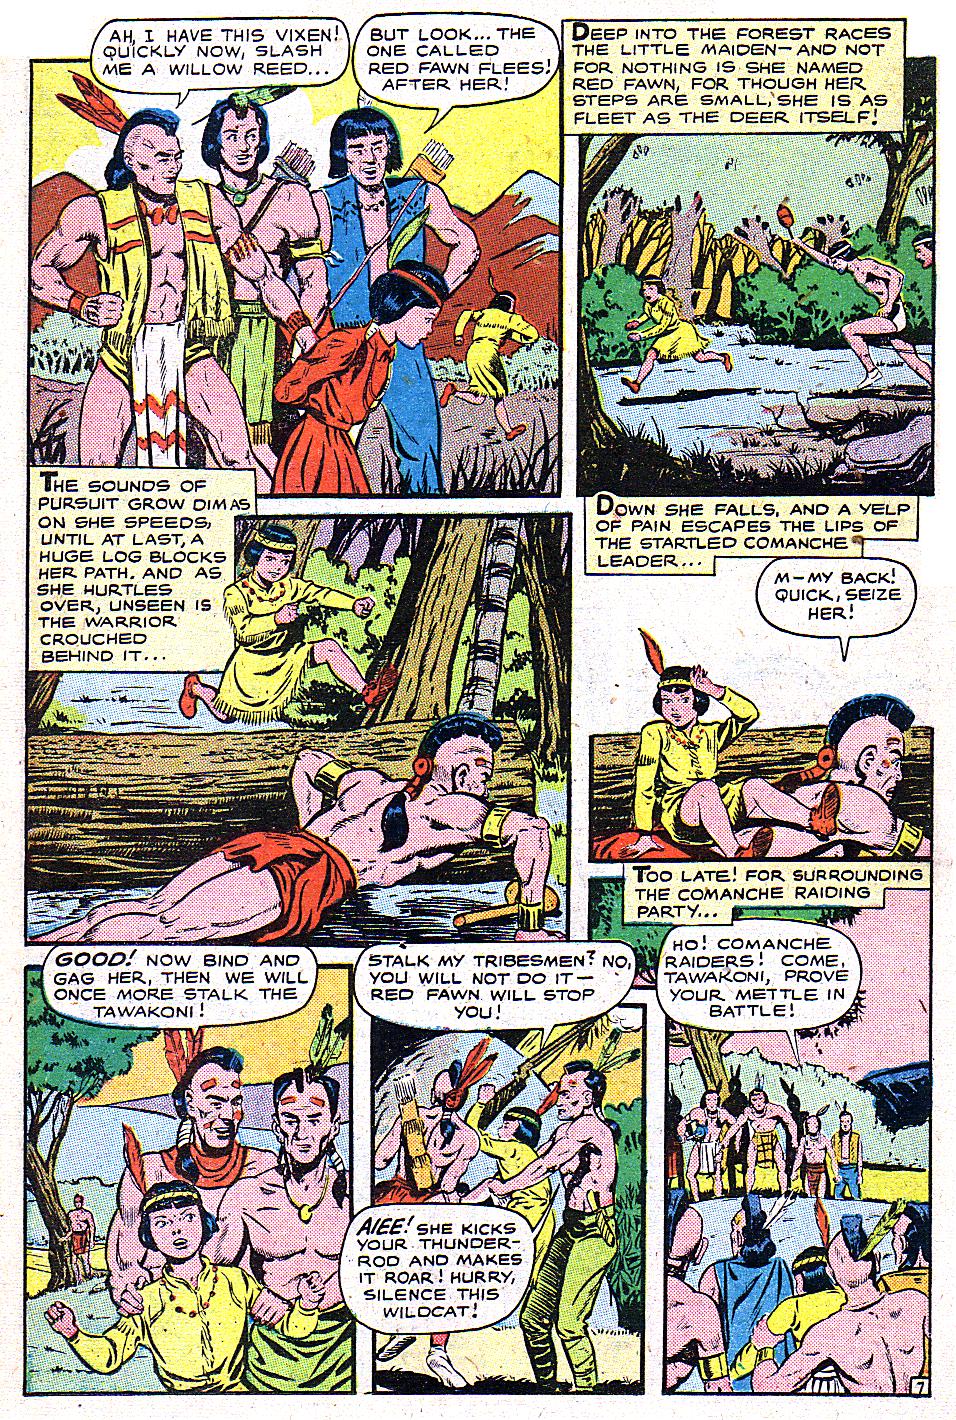 AH, I HAVE THIS VIXEN!
QUICKLY NOW, SLASH
ME A WILLOW REED...
BUT LOOK... THE
ONE CALLED
RED FAWN FLEES!
AFTER HER!
DEEP INTO THE FOREST RACES
THE LITTLE MAIDEN—AND NOT
FOR NOTHING IS SHE NAMED
RED FAWN, FOR THOUGH HER
STEPS ARE SMALL, SHE IS AS
FLEET AS THE DEER ITSELF!
THE SOUNDS OF
PURSUIT GROW DIM AS
ON SHE SPEEDS,
UNTIL AT LAST, A
HUGE LOG BLOCKS
HER PATH. AND AS
SHE HURTLES
OVER, UNSEEN IS
THE WARRIOR
CROUCHED
BEHIND IT...
DOWN SHE FALLS, AND A YELP
OF PAIN ESCAPES THE LIPS OF
THE STARTLED COMANCHE
LEADER...
M-MY BACK!
QUICK, SEIZE
HER!
GOOD! NOW BIND AND
GAG HER, THEN WE WILL
ONCE MORE STALK THE
TAWAKONI!
STALK MY TRIBESMEN? NO,
YOU WILL NOT DO IT—
RED FAWN WILL STOP
YOU!
AIEE! SHE KICKS
YOUR THUNDER-
ROD AND MAKES
IT ROAR! HURRY,
SILENCE THIS
WILDCAT!
TOO LATE! FOR SURROUNDING
THE COMANCHE RAIDING
PARTY...
HO! COMANCHE
RAIDERS! COME,
TAWAKONI, PROVE
YOUR METTLE IN
BATTLE!
7